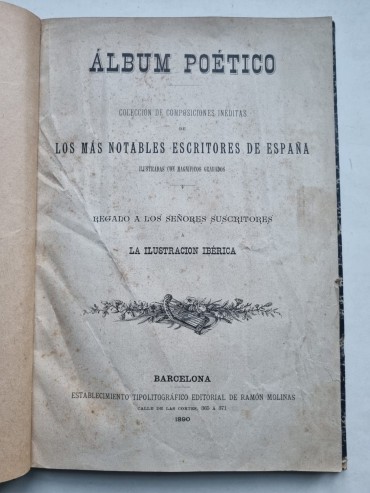 ÁLBUM POÉTICO
COLECCIÓN DE COMPOSICIONES INÉDITAS
DE
LOS MÁS NOTABLES ESCRITORES DE ESPAÑA
ILUSTRADAS CON MAGNÍFICOS GRABADOS
Y
REGALO A LOS SEÑORES SUSCRITORES
Á
LA ILUSTRACION IBÉRICA
BARCELONA
ESTABLECIMIENTO TIPOLITOGRÁFICO EDITORIAL DE RAMÓN MOLINAS
CALLE DE LAS CORTES, 365 Á 371
1890